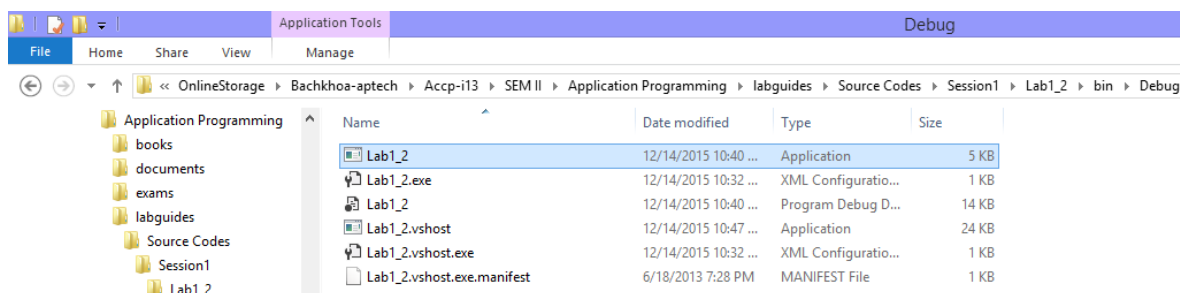 Application Tools Debug
File Home Share View Manage
« OnlineStorage Bachkhoa-aptech Accp-i13 SEM II Application Programming labguides Source Codes Session1 Lab1_2 bin Debug
Application Programming Name Date modified Type Size
books
Lab1_2 12/14/2015 10:40 ... Application 5 KB
documents
Lab1_2.exe 12/14/2015 10:32 ... XML Configuratio... 1 KB
exams
Lab1_2 12/14/2015 10:40 ... Program Debug D... 14 KB
labguides
Lab1_2.vshost 12/14/2015 10:47 ... Application 24 KB
Source Codes
Lab1_2.vshost.exe 12/14/2015 10:32 ... XML Configuratio... 1 KB
Session1
Lab1_2.vshost.exe.manifest 6/18/2013 7:28 PM MANIFEST File 1 KB
Lab1_2